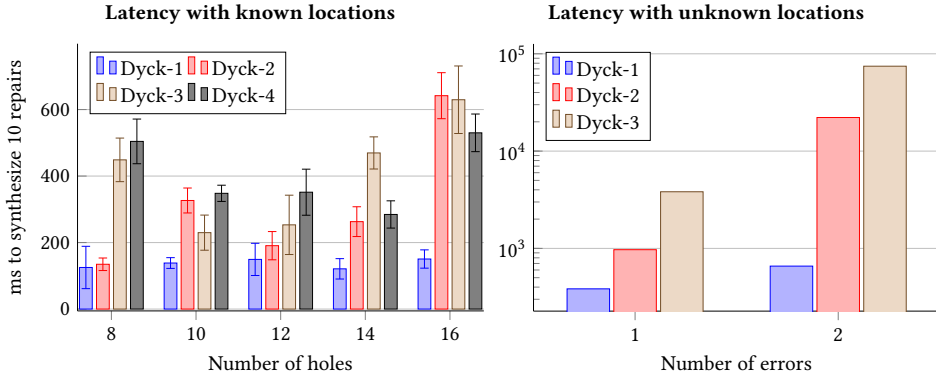 Latency with known locations
ms to synthesize 10 repairs
600
400
200
0
Dyck-1 Dyck-2
Dyck-3 Dyck-4
8 10 12 14 16
Number of holes
Latency with unknown locations
10^5
10^4
10^3
Dyck-1
Dyck-2
Dyck-3
1 2
Number of errors